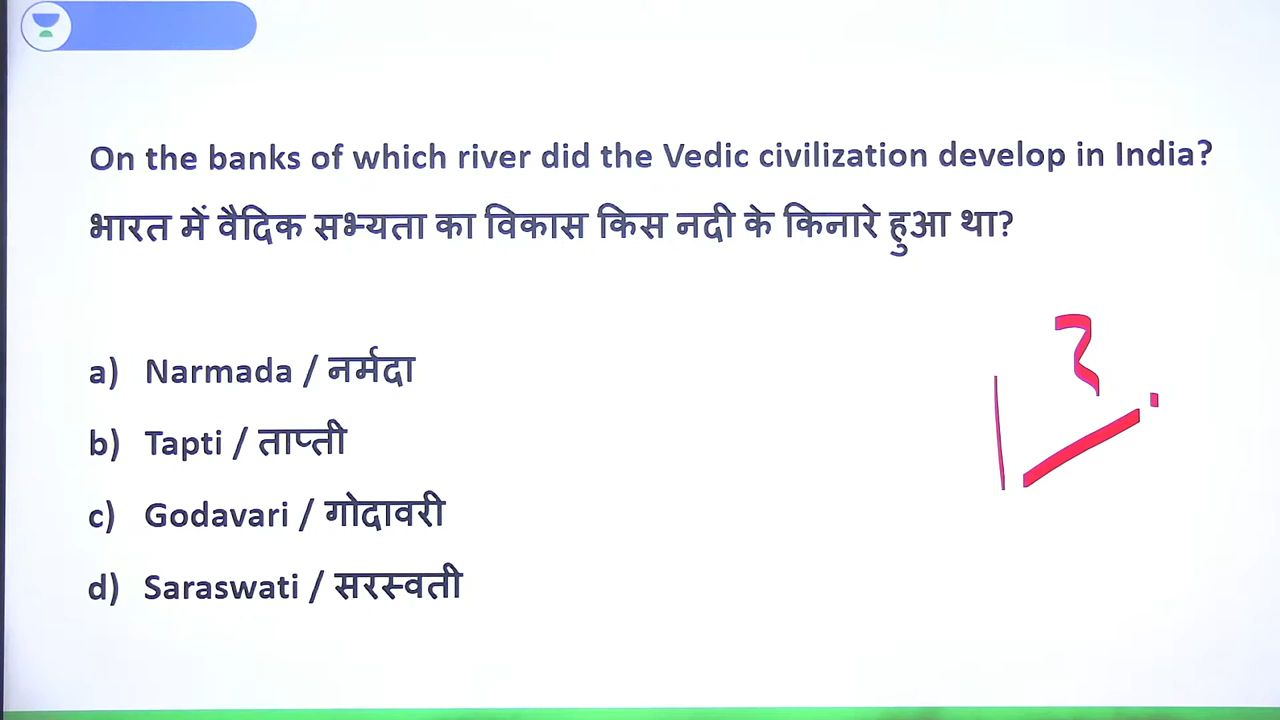 On the banks of which river did the Vedic civilization develop in India?
भारत में वैदिक सभ्यता का विकास किस नदी के किनारे हुआ था?
a) Narmada / नर्मदा
b) Tapti / ताप्ती
c) Godavari / गोदावरी
d) Saraswati / सरस्वती